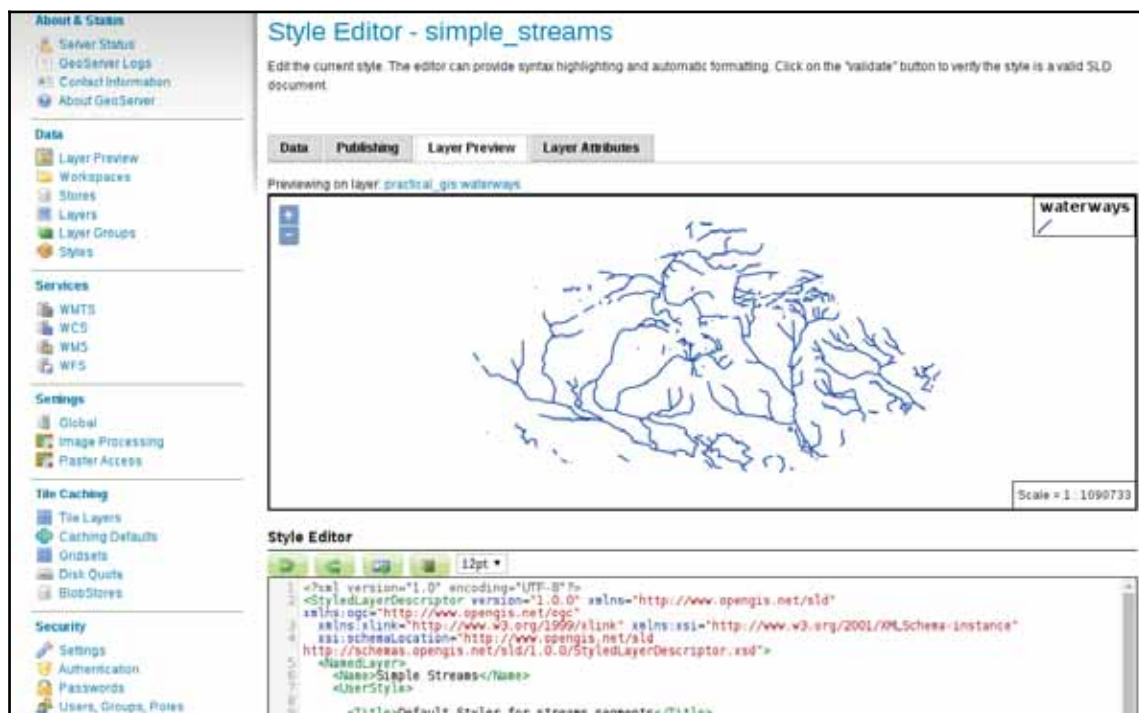 About & Status
Server Status
GeoServer Logs
Contact Information
About GeoServer
Data
Layer Preview
Workspaces
Stores
Layers
Layer Groups
Styles
Services
WMTS
WCS
WMS
WFS
Settings
Global
Image Processing
Raster Access
Tile Caching
Tile Layers
Caching Defaults
Gridsets
Disk Quota
BlobStores
Security
Settings
Authentication
Passwords
Users, Groups, Roles
Style Editor - simple_streams
Edit the current style. The editor can provide syntax highlighting and automatic formatting. Click on the "validate" button to verify the style is a valid SLD
document.
Data Publishing Layer Preview Layer Attributes
Previewing on layer: practical_gis:waterways
+
-
waterways
Scale = 1 : 1090733
Style Editor
12pt
1 <?xml version="1.0" encoding="UTF-8"?>
2 <StyledLayerDescriptor version="1.0.0" xmlns="http://www.opengis.net/sld"
xmlns:ogc="http://www.opengis.net/ogc"
3 xmlns:xlink="http://www.w3.org/1999/xlink" xmlns:xsi="http://www.w3.org/2001/XMLSchema-instance"
4 xsi:schemaLocation="http://www.opengis.net/sld
http://schemas.opengis.net/sld/1.0.0/StyledLayerDescriptor.xsd">
5 <NamedLayer>
6 <Name>Simple Streams</Name>
7 <UserStyle>
8
<Title>Default Styles for streams segments</Title>